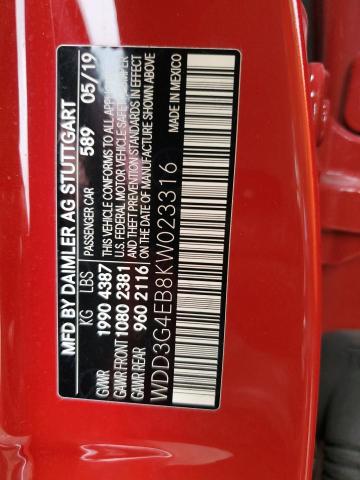 MFD BY DAIMLER AG STUTTGART
PASSENGER CAR 589 05/19
KG LBS
GVWR 1990 4387
GAWR FRONT 1080 2381
GAWR REAR 960 2116
THIS VEHICLE CONFORMS TO ALL APPLICABLE
U.S. FEDERAL MOTOR VEHICLE SAFETY, BUMPER
AND THEFT PREVENTION STANDARDS IN EFFECT
ON THE DATE OF MANUFACTURE SHOWN ABOVE
WDD3G4EB8KW023316
MADE IN MEXICO